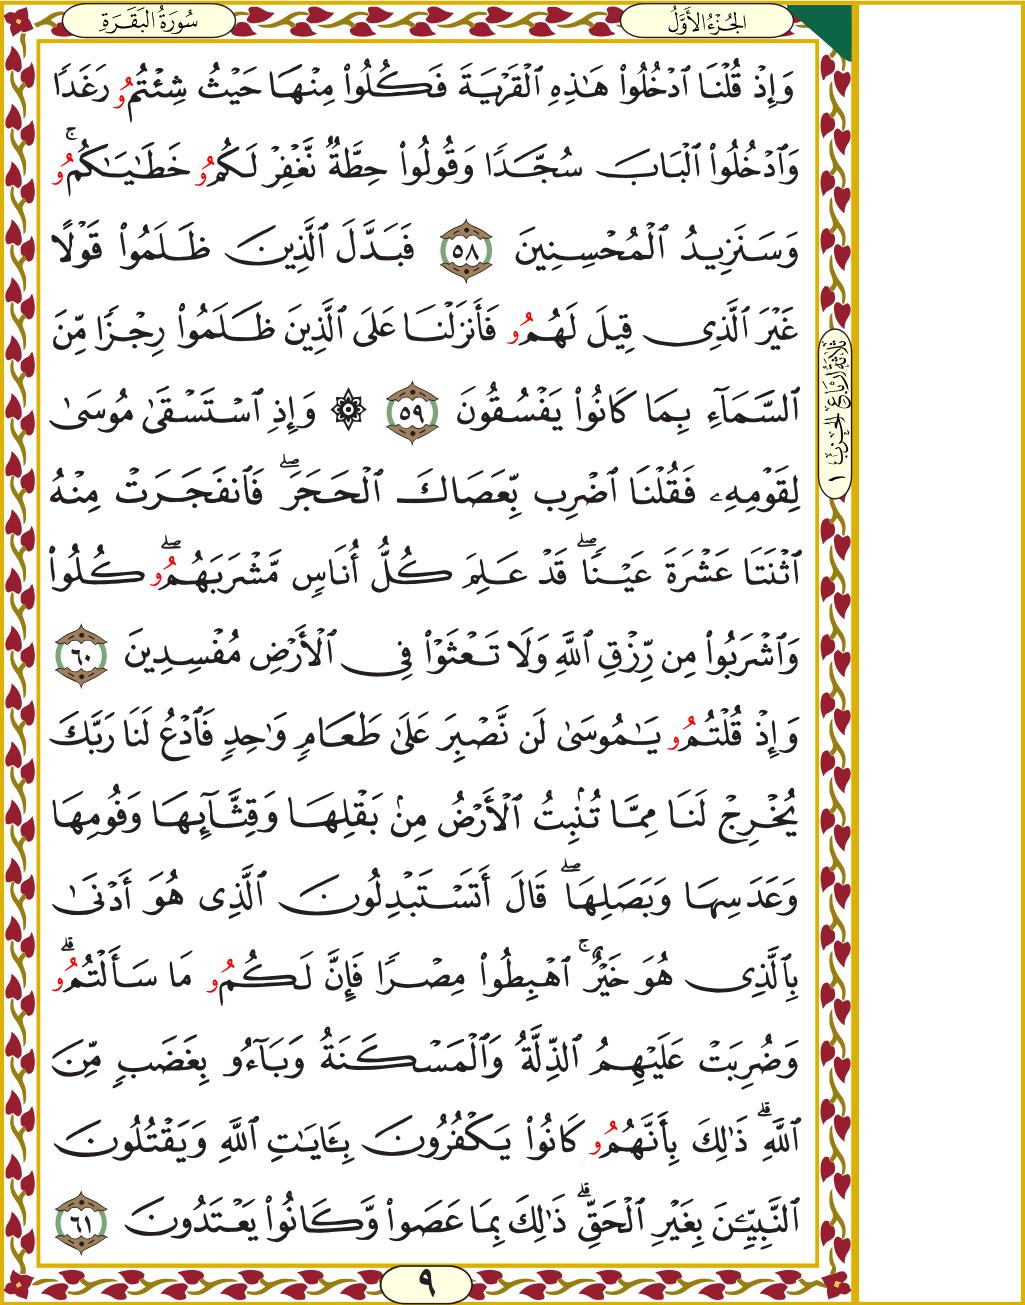 الجُزْءُ الأَوَّلُ
سُورَةُ البَقَرَةِ
وَإِذْ قُلْنَا ٱدْخُلُوا۟ هَٰذِهِ ٱلْقَرْيَةَ فَكُلُوا۟ مِنْهَا حَيْثُ شِئْتُمُۥ رَغَدًا
وَٱدْخُلُوا۟ ٱلْبَابَ سُجَّدًا وَقُولُوا۟ حِطَّةٌ نَّغْفِرْ لَكُمُۥ خَطَٰيَٰكُمُۥۚ
وَسَنَزِيدُ ٱلْمُحْسِنِينَ ٥٨ فَبَدَّلَ ٱلَّذِينَ ظَلَمُوا۟ قَوْلًا
غَيْرَ ٱلَّذِى قِيلَ لَهُمُۥ فَأَنزَلْنَا عَلَى ٱلَّذِينَ ظَلَمُوا۟ رِجْزًا مِّنَ
ٱلسَّمَآءِ بِمَا كَانُوا۟ يَفْسُقُونَ ٥٩ ۞ وَإِذِ ٱسْتَسْقَىٰ مُوسَىٰ
لِقَوْمِهِۦ فَقُلْنَا ٱضْرِب بِّعَصَاكَ ٱلْحَجَرَۖ فَٱنفَجَرَتْ مِنْهُ
ٱثْنَتَا عَشْرَةَ عَيْنًاۖ قَدْ عَلِمَ كُلُّ أُنَاسٍ مَّشْرَبَهُمُۥۖ كُلُوا۟
وَٱشْرَبُوا۟ مِن رِّزْقِ ٱللَّهِ وَلَا تَعْثَوْا۟ فِى ٱلْأَرْضِ مُفْسِدِينَ ٦٠
وَإِذْ قُلْتُمُۥ يَٰمُوسَىٰ لَن نَّصْبِرَ عَلَىٰ طَعَامٍ وَٰحِدٍ فَٱدْعُ لَنَا رَبَّكَ
يُخْرِجْ لَنَا مِمَّا تُنۢبِتُ ٱلْأَرْضُ مِنۢ بَقْلِهَا وَقِثَّآئِهَا وَفُومِهَا
وَعَدَسِهَا وَبَصَلِهَاۖ قَالَ أَتَسْتَبْدِلُونَ ٱلَّذِى هُوَ أَدْنَىٰ
بِٱلَّذِى هُوَ خَيْرٌۚ ٱهْبِطُوا۟ مِصْرًا فَإِنَّ لَكُمُۥ مَا سَأَلْتُمُۥۗ
وَضُرِبَتْ عَلَيْهِمُ ٱلذِّلَّةُ وَٱلْمَسْكَنَةُ وَبَآءُو بِغَضَبٍ مِّنَ
ٱللَّهِۗ ذَٰلِكَ بِأَنَّهُمُۥ كَانُوا۟ يَكْفُرُونَ بِـَٔايَٰتِ ٱللَّهِ وَيَقْتُلُونَ
ٱلنَّبِيِّـۧنَ بِغَيْرِ ٱلْحَقِّۗ ذَٰلِكَ بِمَا عَصَوا۟ وَّكَانُوا۟ يَعْتَدُونَ ٦١
ثَلَاثَةُ أَرْبَاعِ الحِزْبِ ١
٩